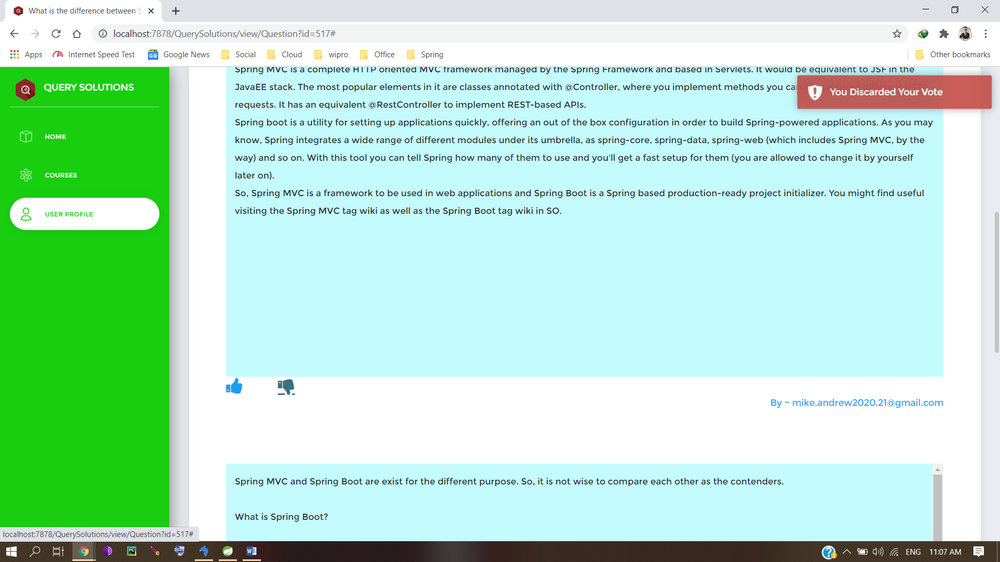 What is the difference between S
localhost:7878/QuerySolutions/view/Question?id=517#
Apps
Internet Speed Test
Google News
Social
Cloud
wipro
Office
Spring
Other bookmarks
QUERY SOLUTIONS
HOME
COURSES
USER PROFILE
Spring MVC is a complete HTTP oriented MVC framework managed by the Spring Framework and based in Servlets. It would be equivalent to JSF in the
JavaEE stack. The most popular elements in it are classes annotated with @Controller, where you implement methods you can access using different HTTP
You Discarded Your Vote
requests. It has an equivalent @RestController to implement REST-based APIs.
Spring boot is a utility for setting up applications quickly, offering an out of the box configuration in order to build Spring-powered applications. As you may
know, Spring integrates a wide range of different modules under its umbrella, as spring-core, spring-data, spring-web (which includes Spring MVC, by the
way) and so on. With this tool you can tell Spring how many of them to use and you'll get a fast setup for them (you are allowed to change it by yourself
later on).
So, Spring MVC is a framework to be used in web applications and Spring Boot is a Spring based production-ready project initializer. You might find useful
visiting the Spring MVC tag wiki as well as the Spring Boot tag wiki in SO.
By ~ mike.andrew2020.21@gmail.com
Spring MVC and Spring Boot are exist for the different purpose. So, it is not wise to compare each other as the contenders.
What is Spring Boot?
localhost:7878/QuerySolutions/view/Question?id=517#
ENG
11:07 AM